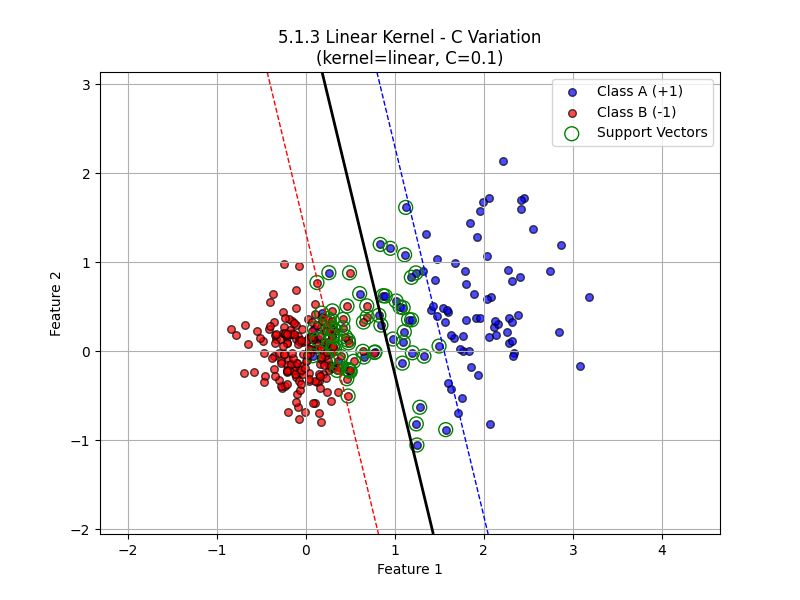 5.1.3 Linear Kernel - C Variation
(kernel=linear, C=0.1)
Class A (+1)
Class B (-1)
Support Vectors
Feature 2
3
2
1
0
−1
−2
−2 −1 0 1 2 3 4
Feature 1